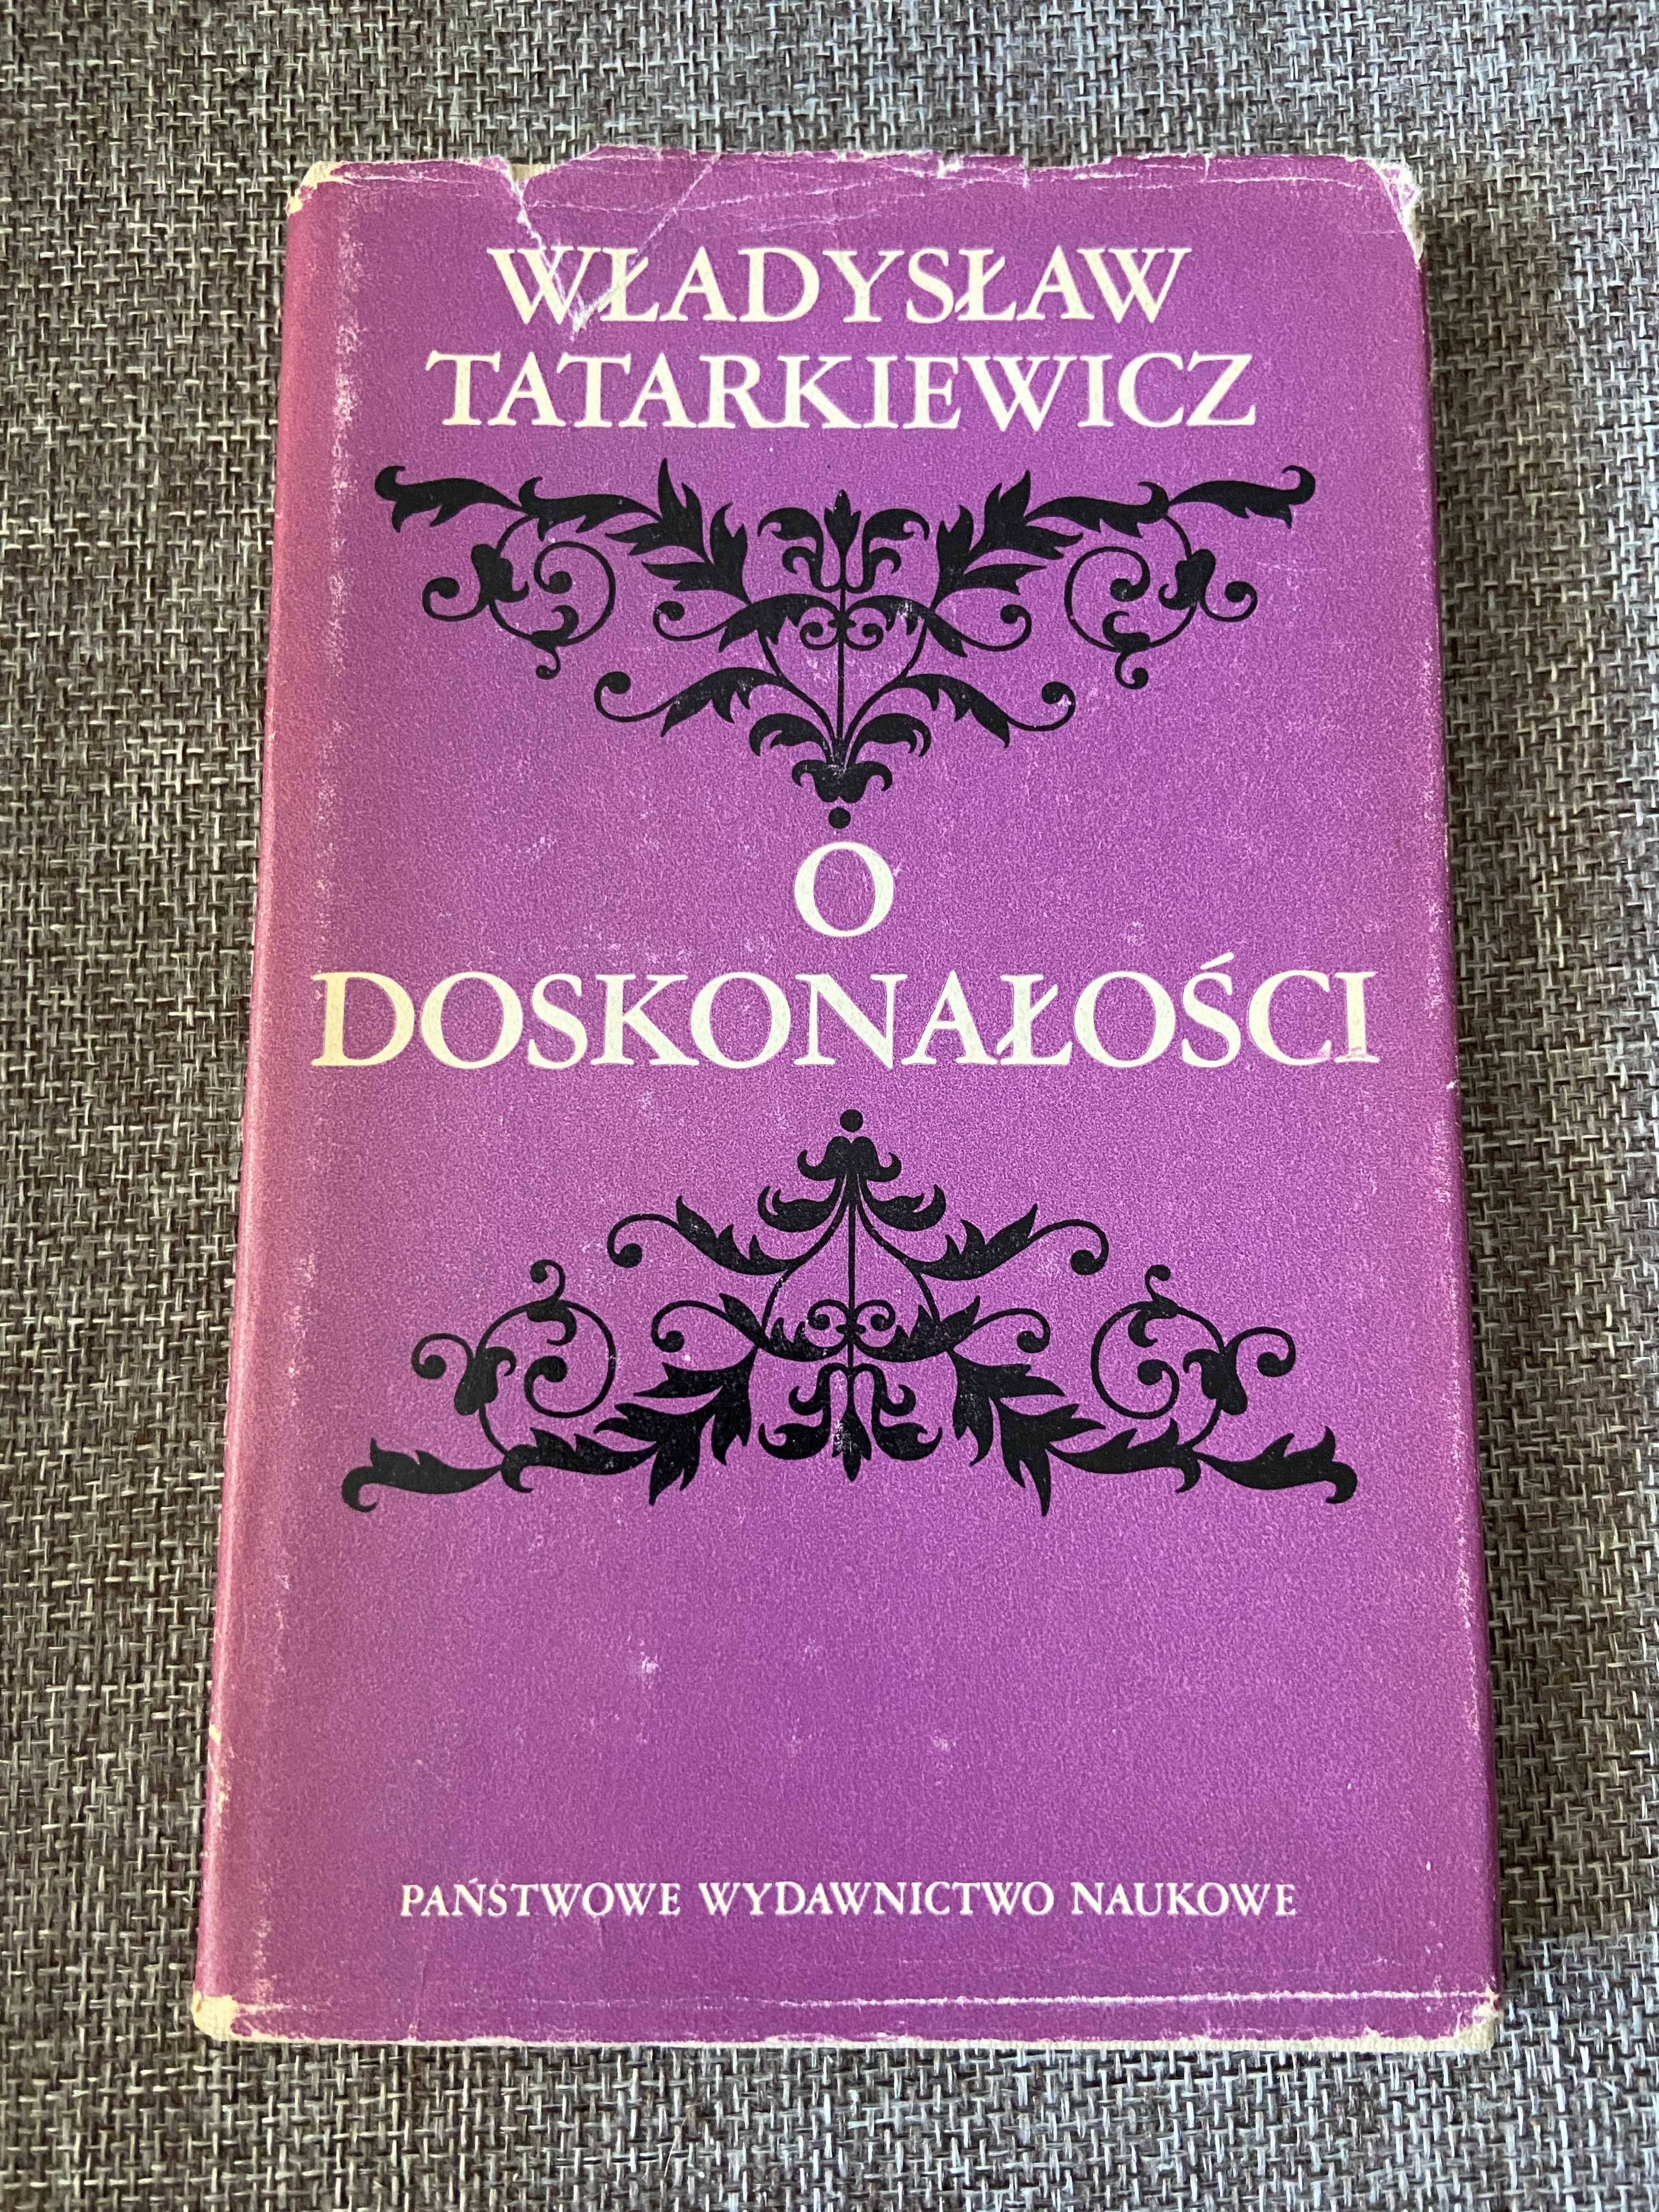 WŁADYSŁAW
TATARKIEWICZ
O
DOSKONAŁOŚCI
PAŃSTWOWE WYDAWNICTWO NAUKOWE